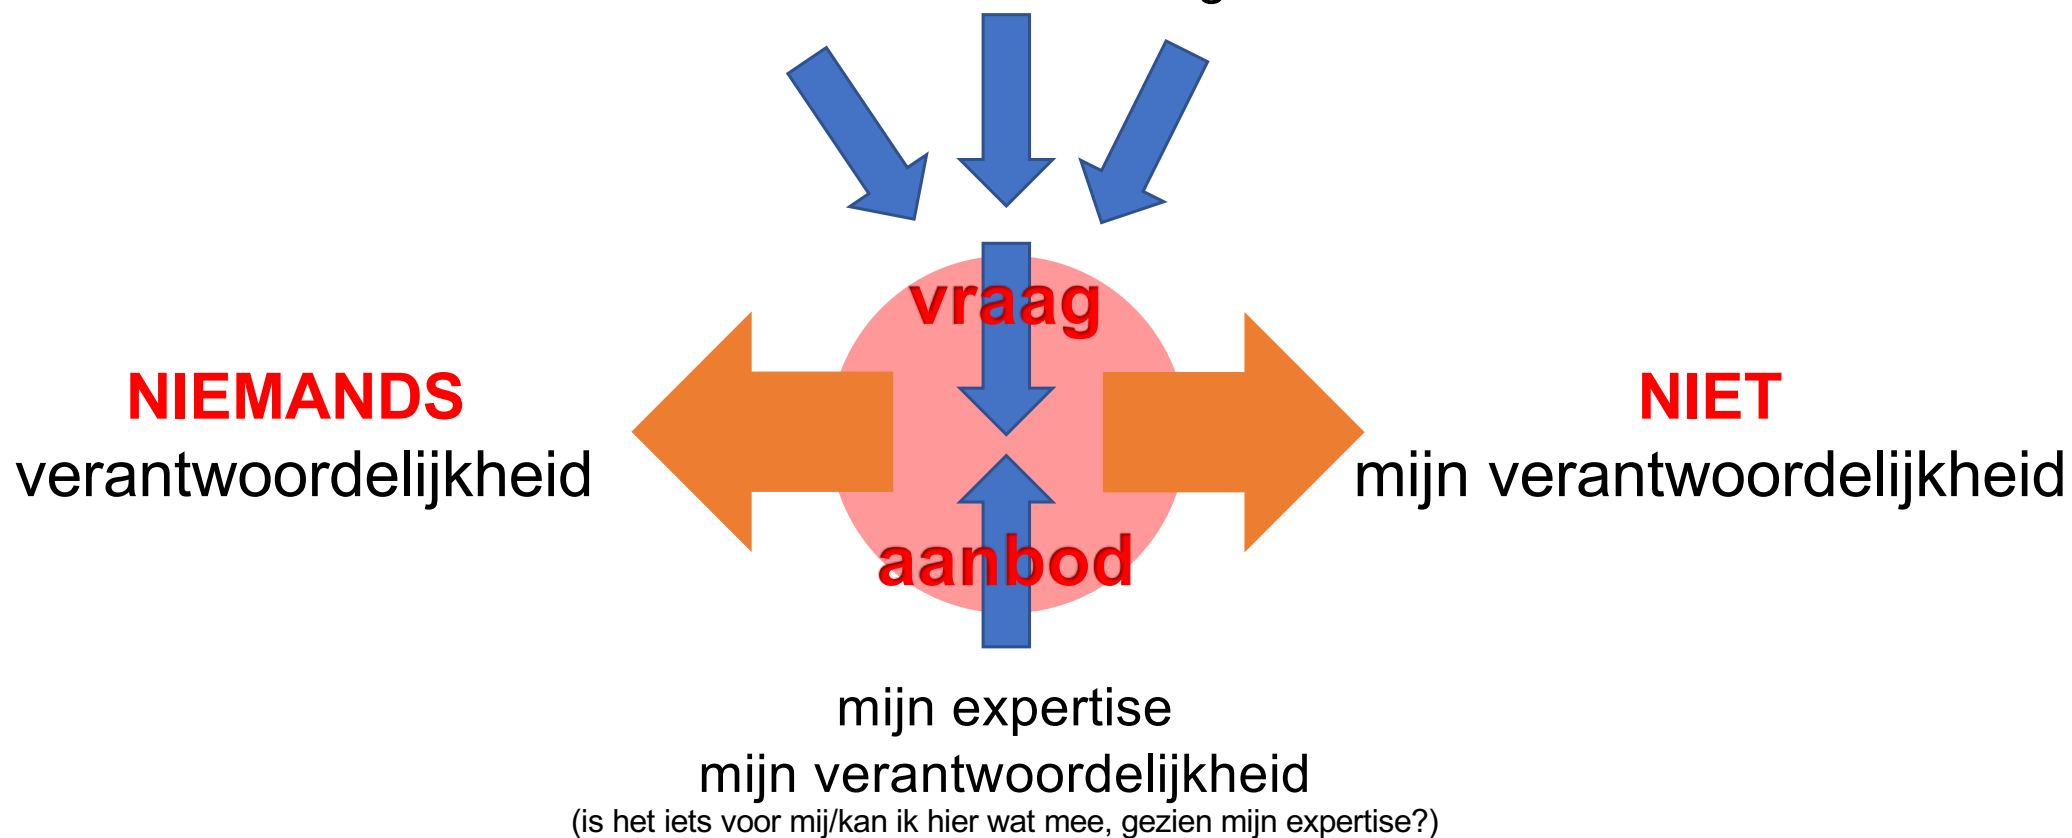 vraag
NIEMANDS
verantwoordelijkheid
NIET
mijn verantwoordelijkheid
aanbod
mijn expertise
mijn verantwoordelijkheid
(is het iets voor mij/kan ik hier wat mee, gezien mijn expertise?)